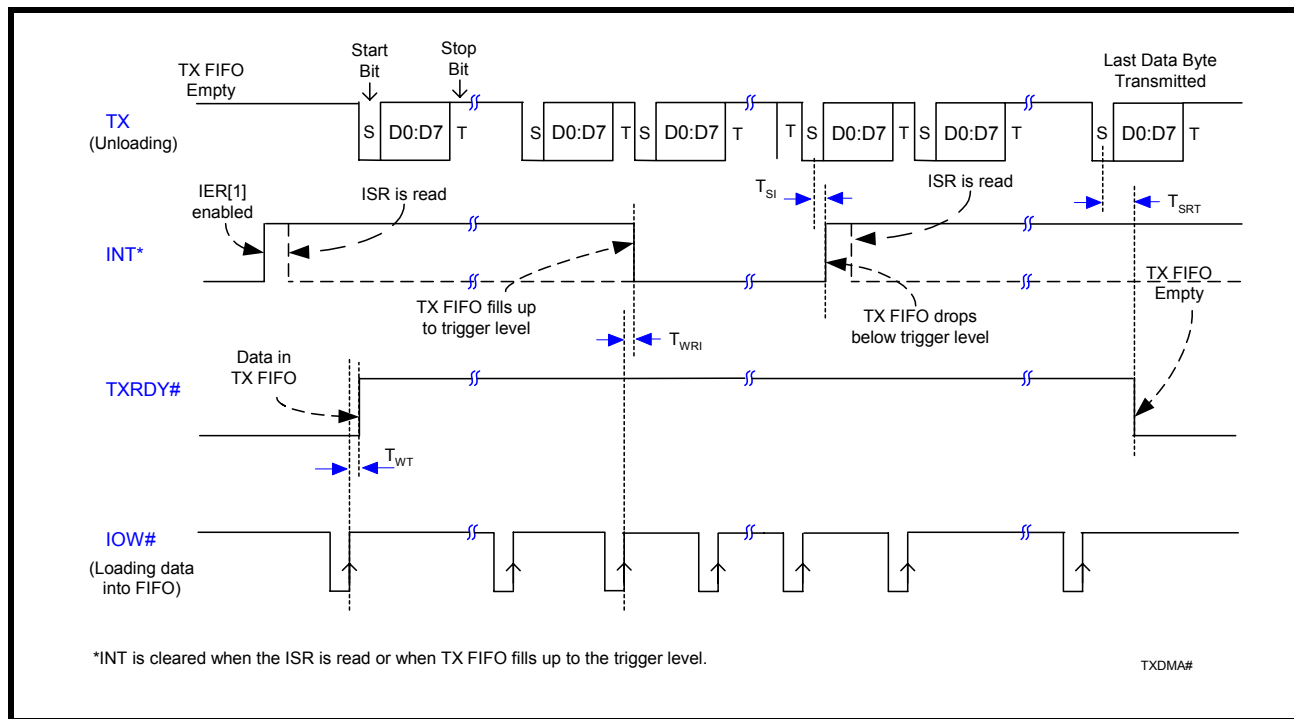 Start
Bit
Stop
Bit
TX FIFO
Empty
Last Data Byte
Transmitted
TX
(Unloading)
S D0:D7 T S D0:D7 T S D0:D7 T T S D0:D7 T S D0:D7 T S D0:D7 T
IER[1]
enabled
ISR is read
TSI
ISR is read
TSRT
INT*
TX FIFO fills up
to trigger level
TX FIFO drops
below trigger level
TX FIFO
Empty
TWRI
Data in
TX FIFO
TXRDY#
TWT
IOW#
(Loading data
into FIFO)
*INT is cleared when the ISR is read or when TX FIFO fills up to the trigger level.
TXDMA#